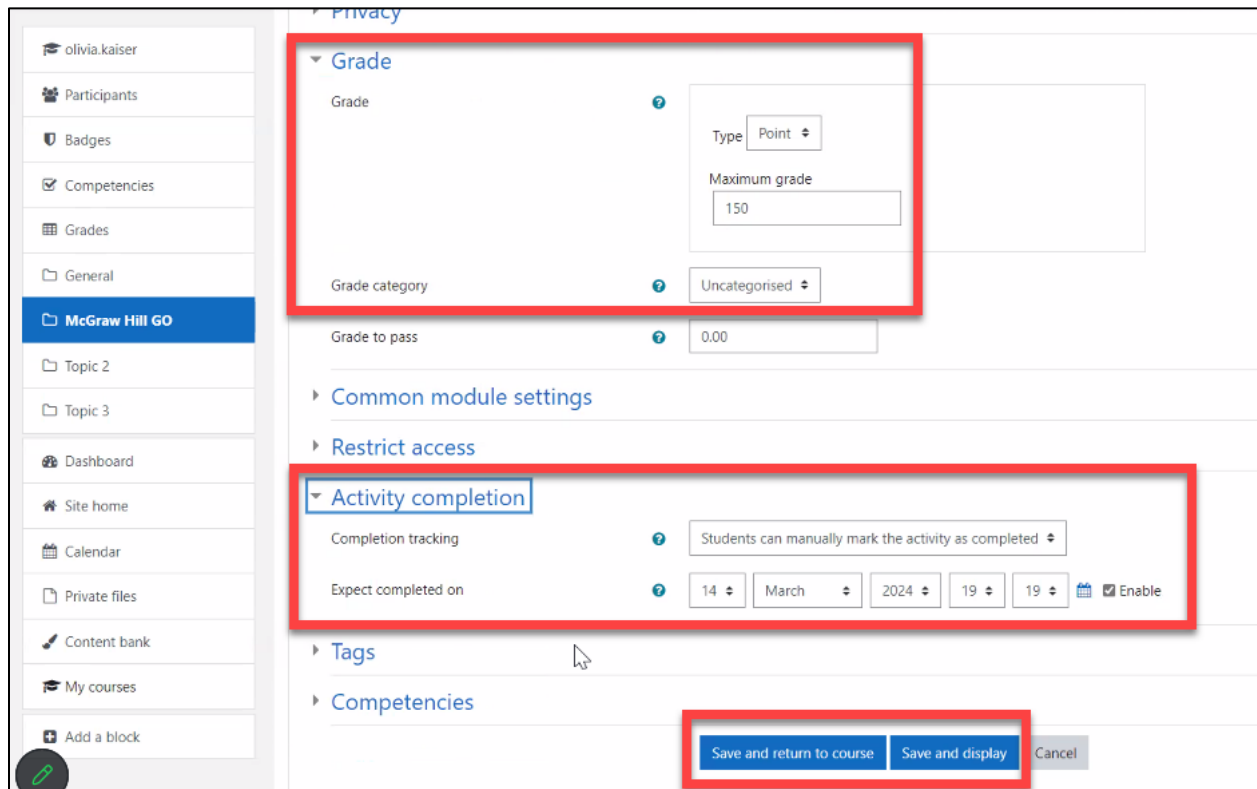 olivia.kaiser
Participants
Badges
Competencies
Grades
General
McGraw Hill GO
Topic 2
Topic 3
Dashboard
Site home
Calendar
Private files
Content bank
My courses
Add a block
Privacy
Grade
Grade
Type Point
Maximum grade
150
Grade category Uncategorised
Grade to pass 0.00
Common module settings
Restrict access
Activity completion
Completion tracking Students can manually mark the activity as completed
Expect completed on 14 March 2024 19 19 Enable
Tags
Competencies
Save and return to course Save and display Cancel